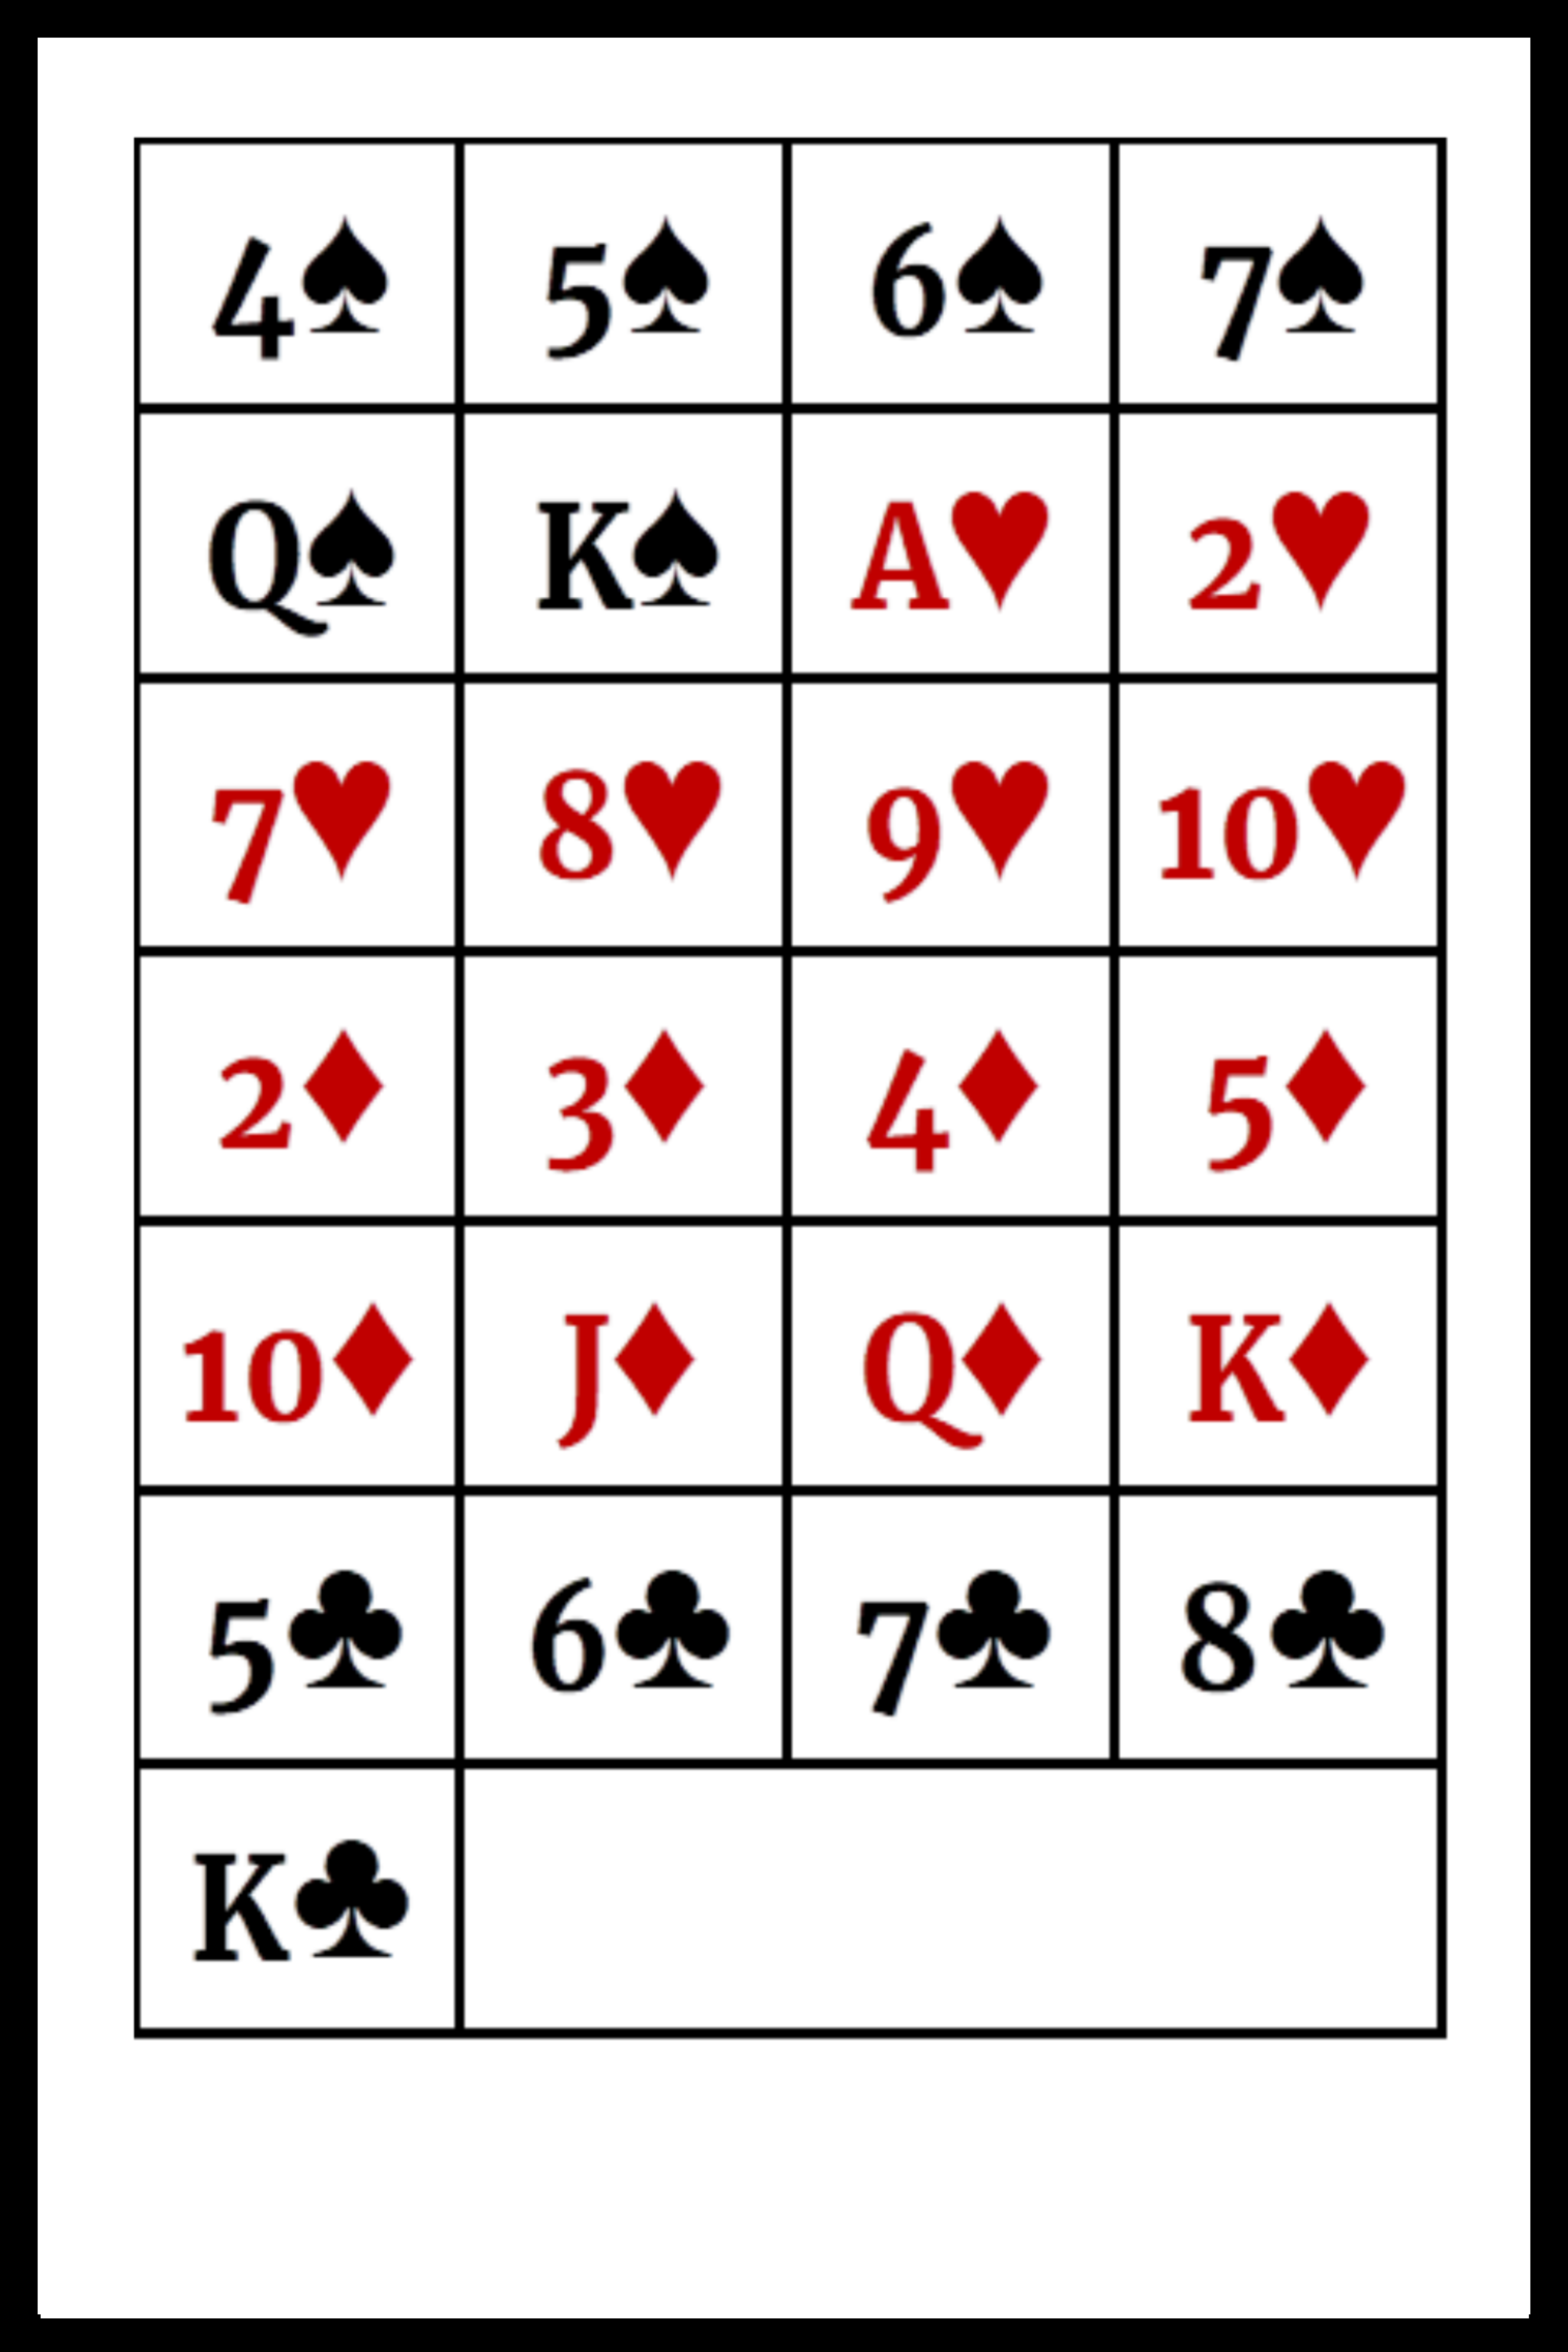 4♠ 5♠ 6♠ 7♠
Q♠ K♠ A♥ 2♥
7♥ 8♥ 9♥ 10♥
2♦ 3♦ 4♦ 5♦
10♦ J♦ Q♦ K♦
5♣ 6♣ 7♣ 8♣
K♣